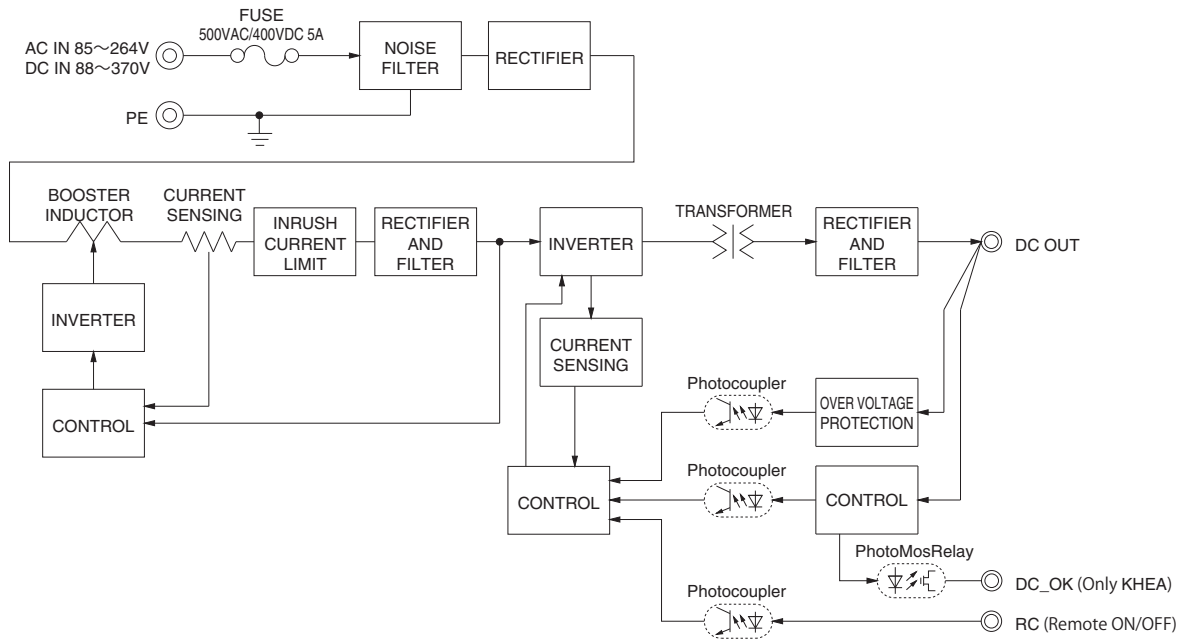 FUSE
500VAC/400VDC 5A
AC IN 85～264V
DC IN 88～370V
NOISE
FILTER
RECTIFIER
PE
BOOSTER
INDUCTOR
CURRENT
SENSING
INRUSH
CURRENT
LIMIT
RECTIFIER
AND
FILTER
INVERTER
TRANSFORMER
RECTIFIER
AND
FILTER
DC OUT
INVERTER
CURRENT
SENSING
CONTROL
Photocoupler
OVER VOLTAGE
PROTECTION
CONTROL
Photocoupler
CONTROL
PhotoMosRelay
DC_OK (Only KHEA)
Photocoupler
RC (Remote ON/OFF)